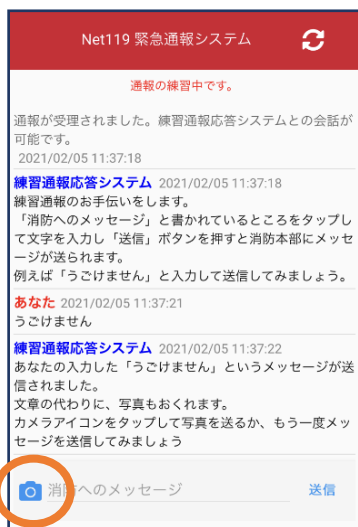 Net119 緊急通報システム
通報の練習中です。
通報が受理されました。練習通報応答システムとの会話が
可能です。
2021/02/05 11:37:18
練習通報応答システム 2021/02/05 11:37:18
練習通報のお手伝いをします。
「消防へのメッセージ」と書かれているところをタップし
て文字を入力し「送信」ボタンを押すと消防本部にメッセ
ージが送られます。
例えば「うごけません」と入力して送信してみましょう。
あなた 2021/02/05 11:37:21
うごけません
練習通報応答システム 2021/02/05 11:37:22
あなたの入力した「うごけません」というメッセージが送
信されました。
文章の代わりに、写真もおくれます。
カメラアイコンをタップして写真を送るか、もう一度メッ
セージを送信してみましょう
消防へのメッセージ 送信